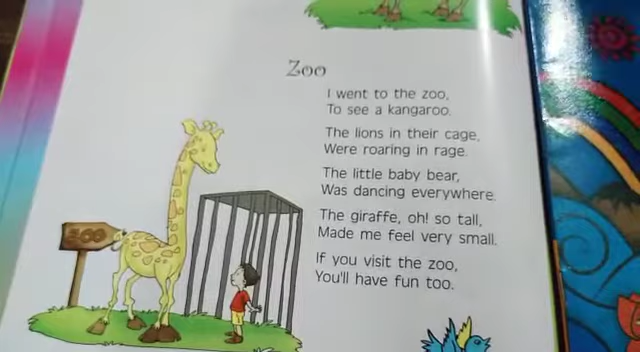 Zoo
I went to the zoo,
To see a kangaroo.
The lions in their cage,
Were roaring in rage.
The little baby bear,
Was dancing everywhere.
The giraffe, oh! so tall,
Made me feel very small.
If you visit the zoo,
You'll have fun too.
ZOO